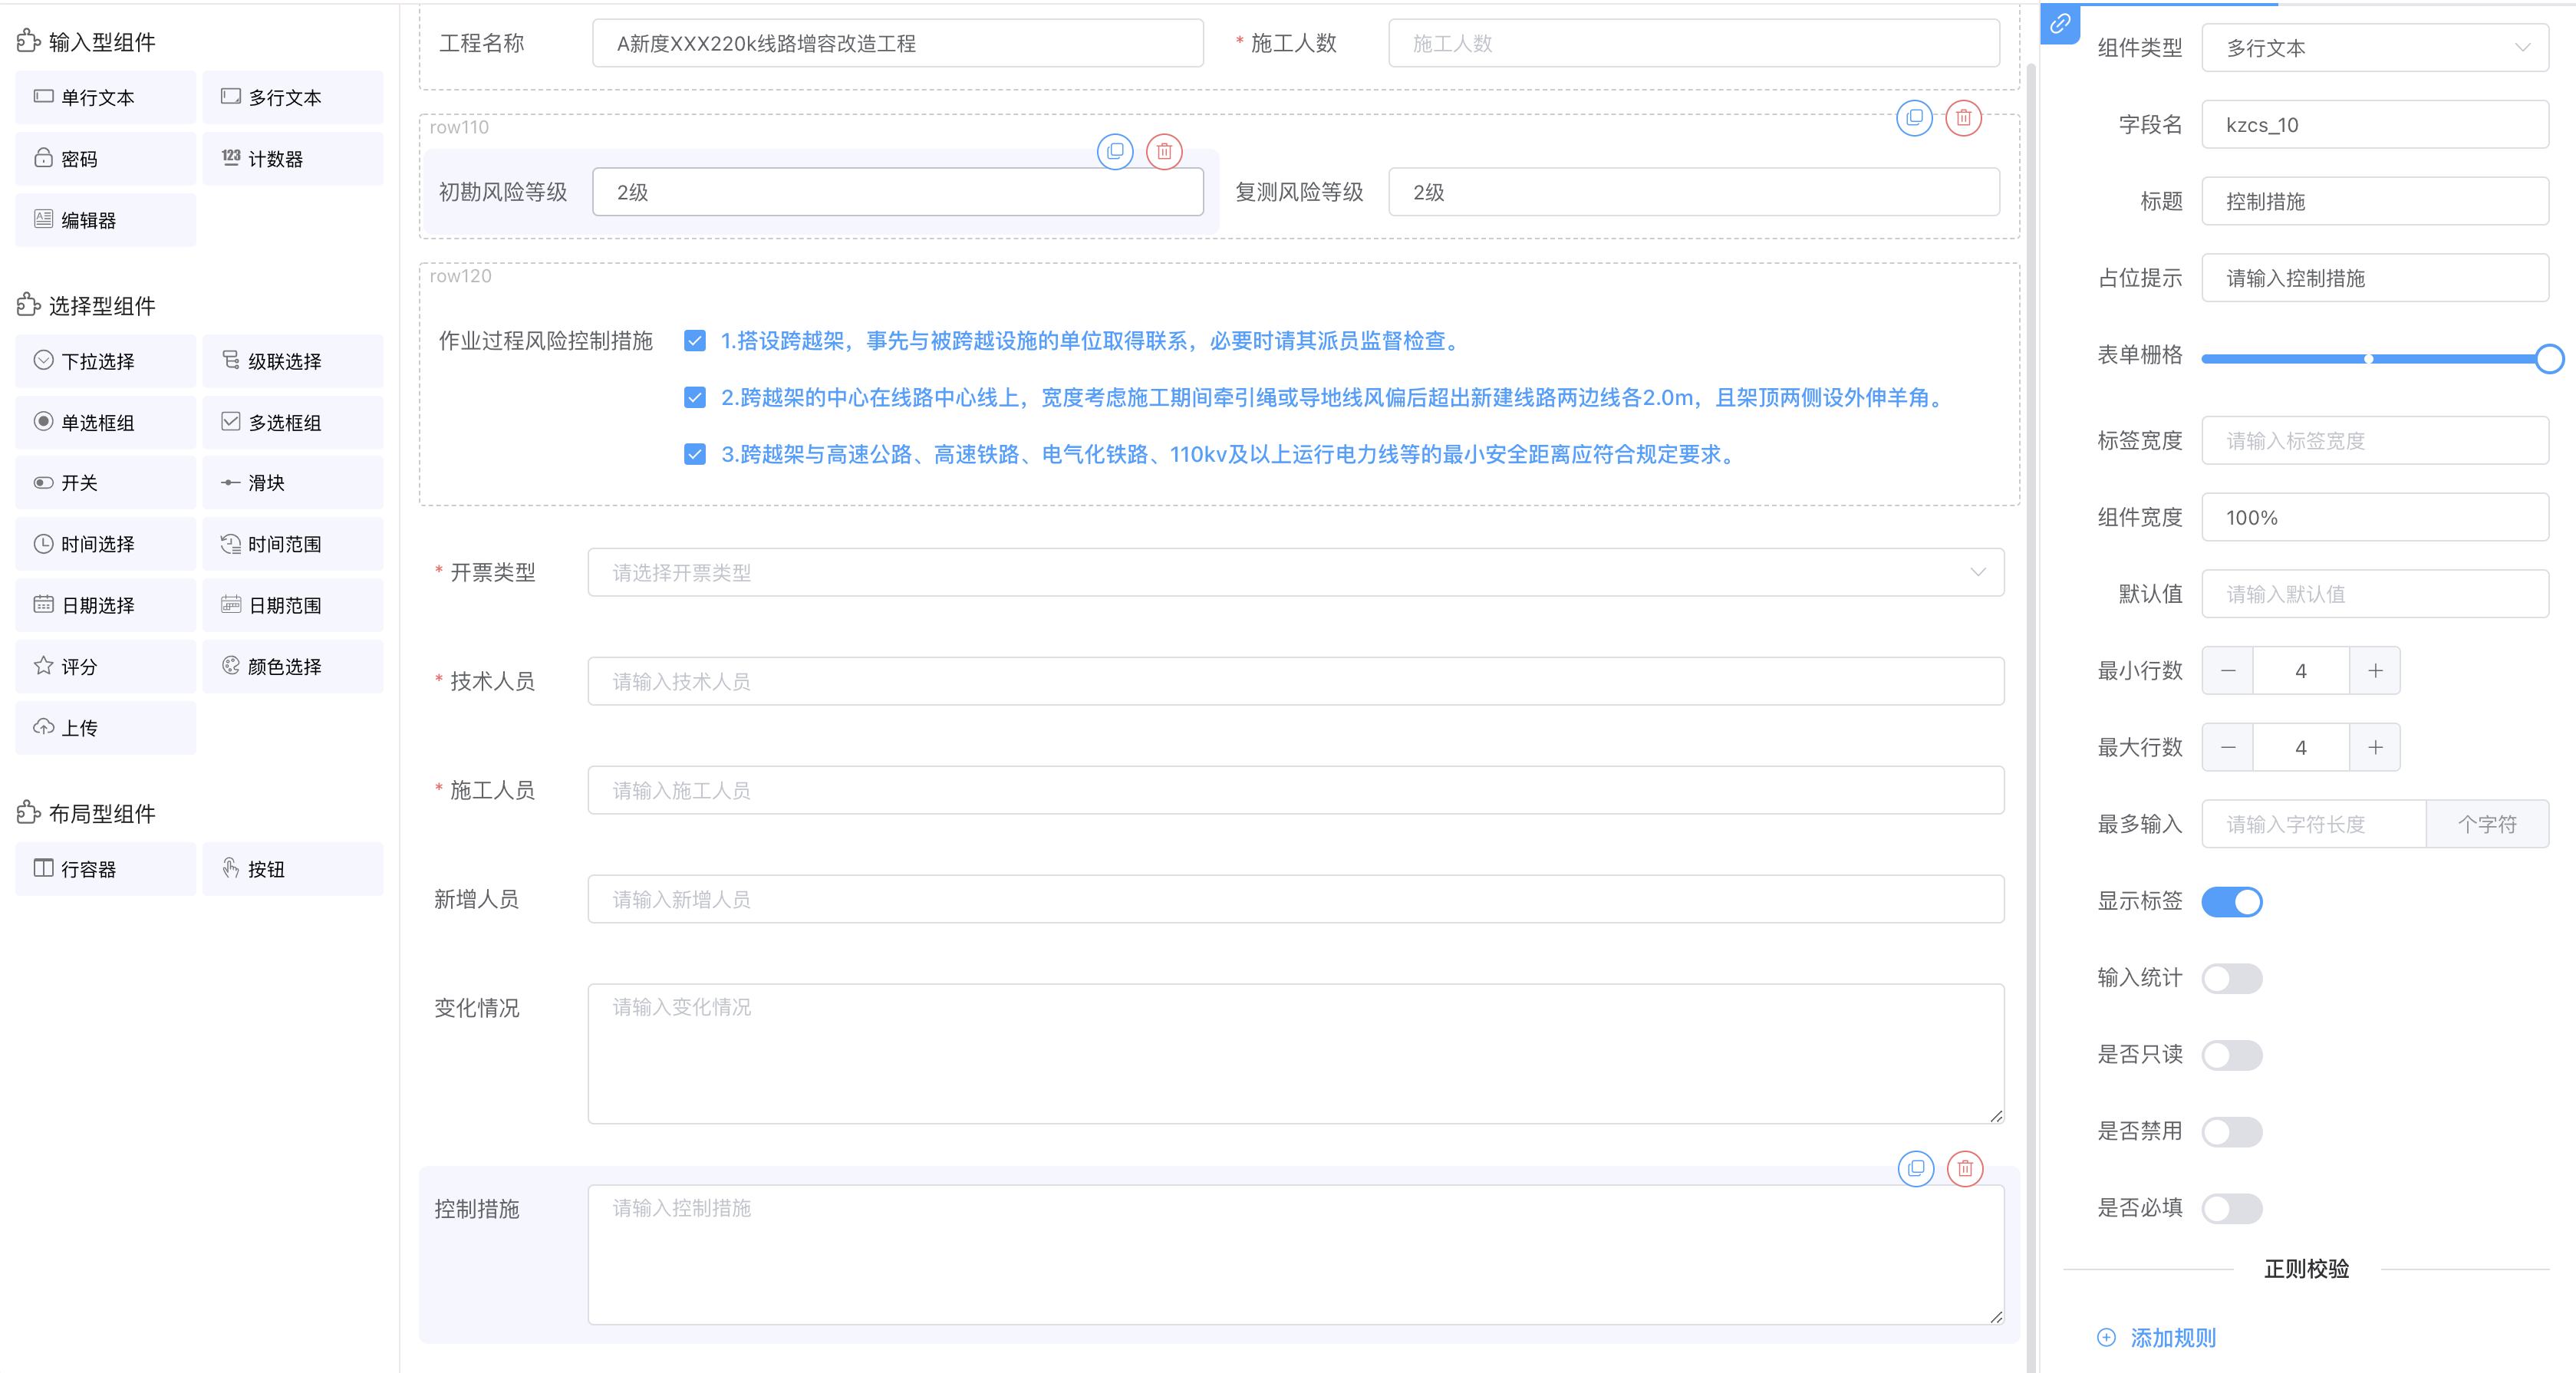 输入型组件
单行文本
多行文本
密码
123 计数器
编辑器
选择型组件
下拉选择
级联选择
单选框组
多选框组
开关
滑块
时间选择
时间范围
日期选择
日期范围
评分
颜色选择
上传
布局型组件
行容器
按钮
工程名称 A新度XXX220k线路增容改造工程 * 施工人数 施工人数
row110
初勘风险等级 2级 复测风险等级 2级
row120
作业过程风险控制措施 1.搭设跨越架，事先与被跨越设施的单位取得联系，必要时请其派员监督检查。
2.跨越架的中心在线路中心线上，宽度考虑施工期间牵引绳或导地线风偏后超出新建线路两边线各2.0m，且架顶两侧设外伸羊角。
3.跨越架与高速公路、高速铁路、电气化铁路、110kv及以上运行电力线等的最小安全距离应符合规定要求。
* 开票类型 请选择开票类型
* 技术人员 请输入技术人员
* 施工人员 请输入施工人员
新增人员 请输入新增人员
变化情况 请输入变化情况
控制措施 请输入控制措施
组件类型 多行文本
字段名 kzcs_10
标题 控制措施
占位提示 请输入控制措施
表单栅格
标签宽度 请输入标签宽度
组件宽度 100%
默认值 请输入默认值
最小行数 4
最大行数 4
最多输入 请输入字符长度 个字符
显示标签
输入统计
是否只读
是否禁用
是否必填
正则校验
添加规则